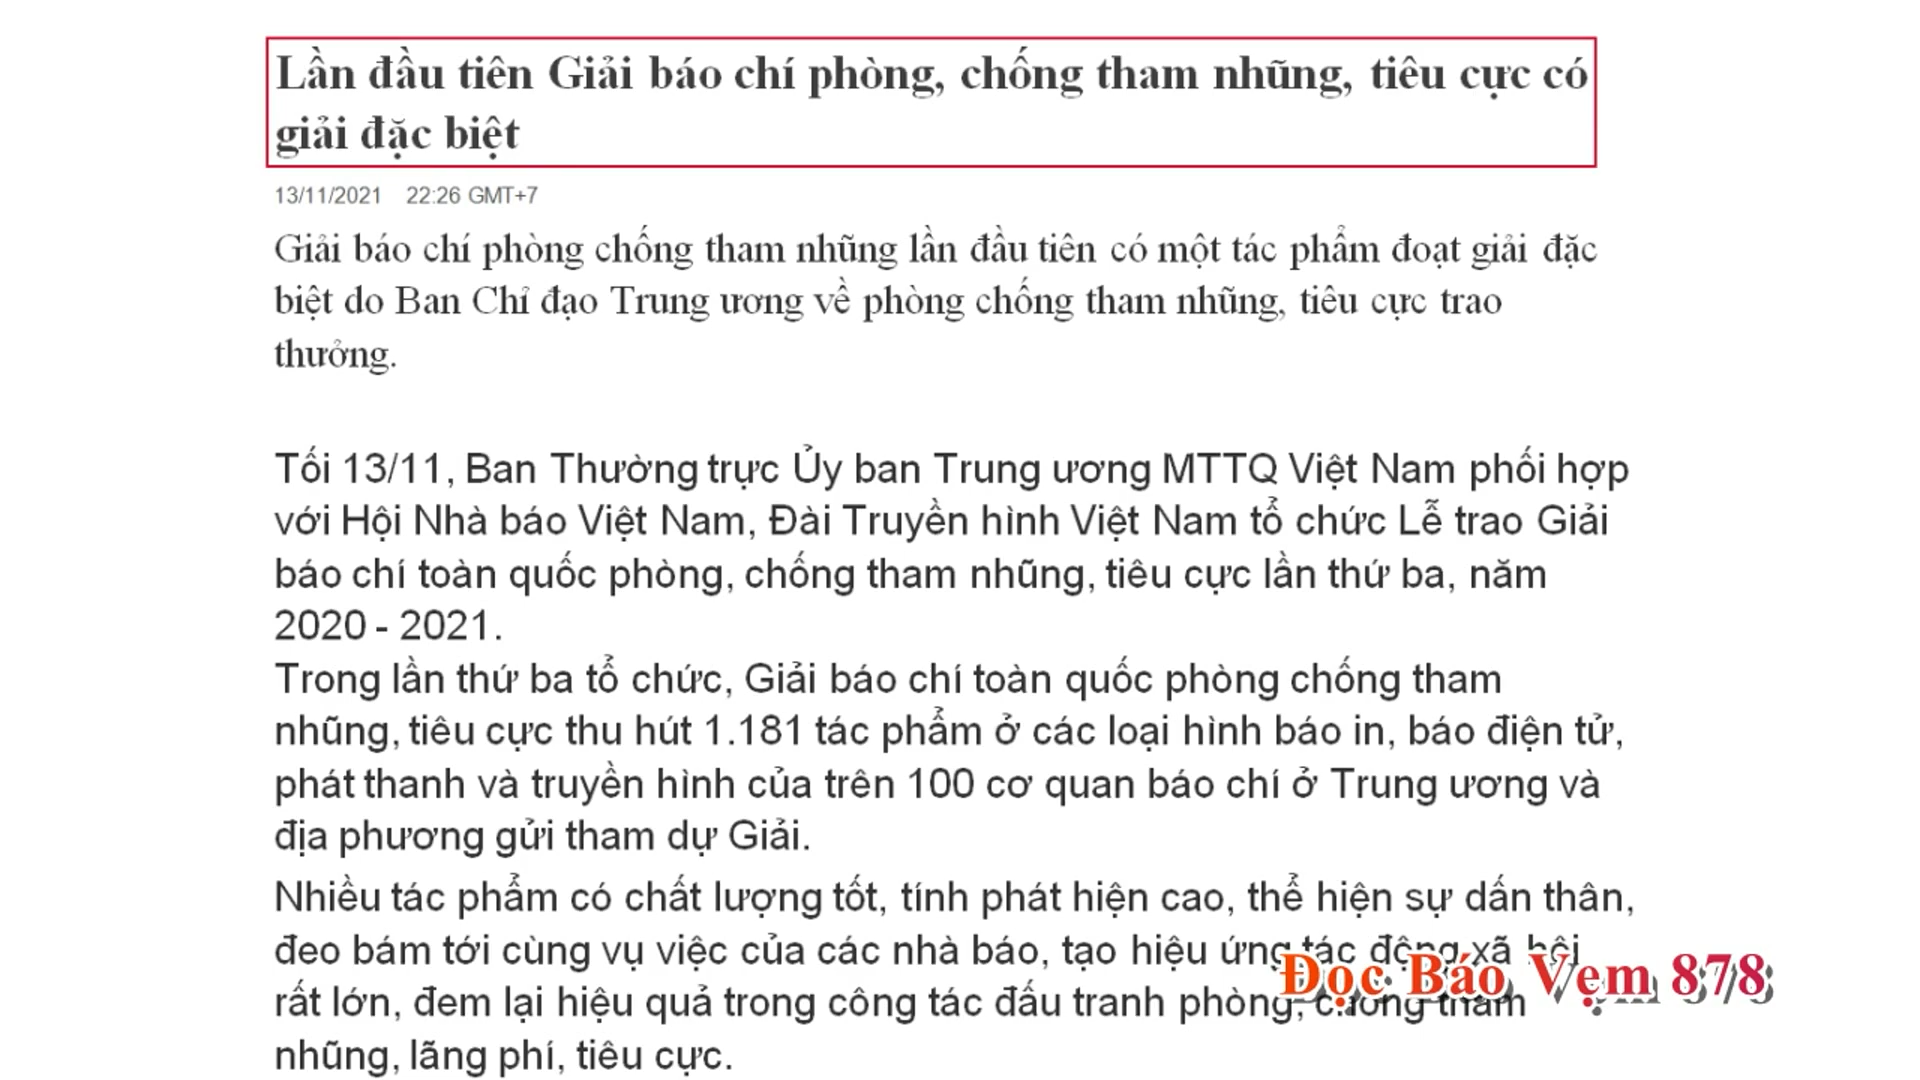 Lần đầu tiên Giải báo chí phòng, chống tham nhũng, tiêu cực có
giải đặc biệt
13/11/2021 22:26 GMT+7
Giải báo chí phòng chống tham nhũng lần đầu tiên có một tác phẩm đoạt giải đặc
biệt do Ban Chỉ đạo Trung ương về phòng chống tham nhũng, tiêu cực trao
thưởng.
Tối 13/11, Ban Thường trực Ủy ban Trung ương MTTQ Việt Nam phối hợp
với Hội Nhà báo Việt Nam, Đài Truyền hình Việt Nam tổ chức Lễ trao Giải
báo chí toàn quốc phòng, chống tham nhũng, tiêu cực lần thứ ba, năm
2020 - 2021.
Trong lần thứ ba tổ chức, Giải báo chí toàn quốc phòng chống tham
nhũng, tiêu cực thu hút 1.181 tác phẩm ở các loại hình báo in, báo điện tử,
phát thanh và truyền hình của trên 100 cơ quan báo chí ở Trung ương và
địa phương gửi tham dự Giải.
Nhiều tác phẩm có chất lượng tốt, tính phát hiện cao, thể hiện sự dấn thân,
đeo bám tới cùng vụ việc của các nhà báo, tạo hiệu ứng tác động xã hội
rất lớn, đem lại hiệu quả trong công tác đấu tranh phòng, chống tham
nhũng, lãng phí, tiêu cực.
Đọc Báo Vẹm 878